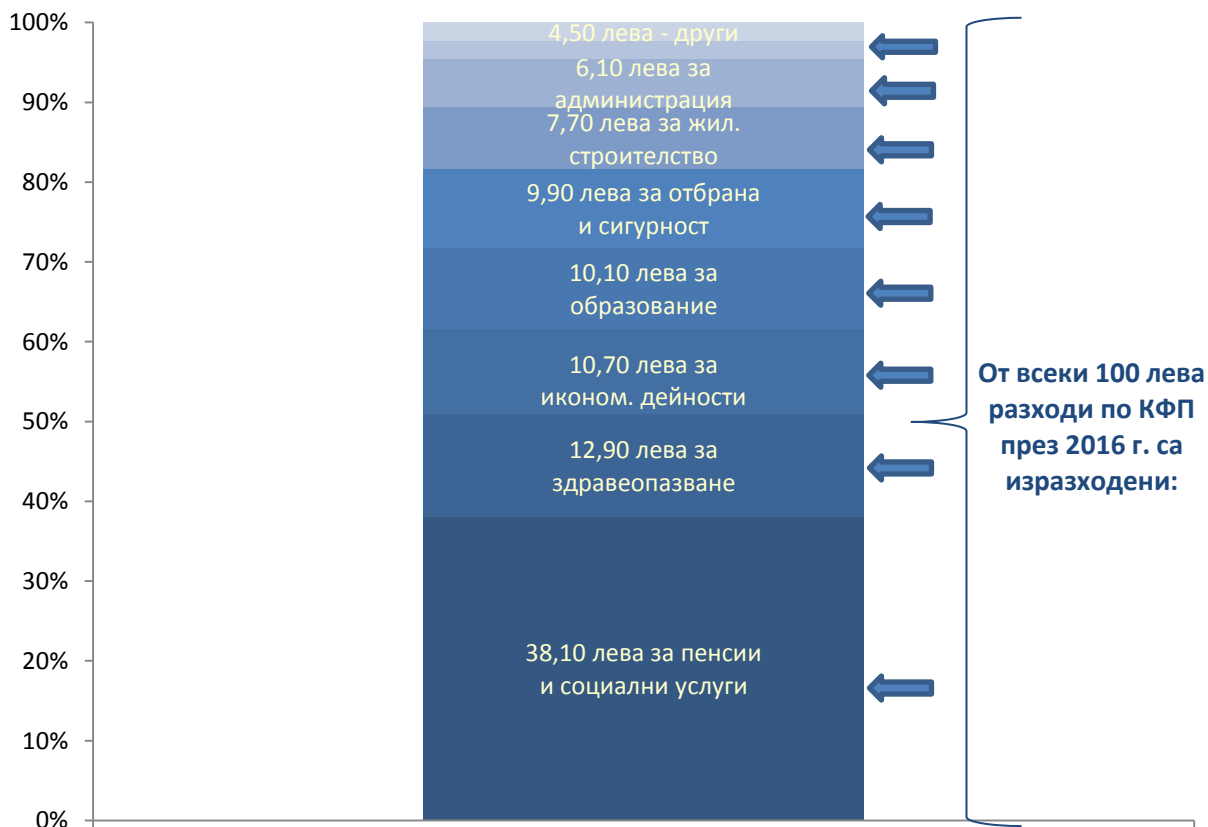 100%
90%
80%
70%
60%
50%
40%
30%
20%
10%
0%
4,50 лева - други
6,10 лева за
администрация
7,70 лева за жил.
строителство
9,90 лева за отбрана
и сигурност
10,10 лева за
образование
10,70 лева за
иконом. дейности
12,90 лева за
здравеопазване
38,10 лева за пенсии
и социални услуги
От всеки 100 лева
разходи по КФП
през 2016 г. са
изразходени: